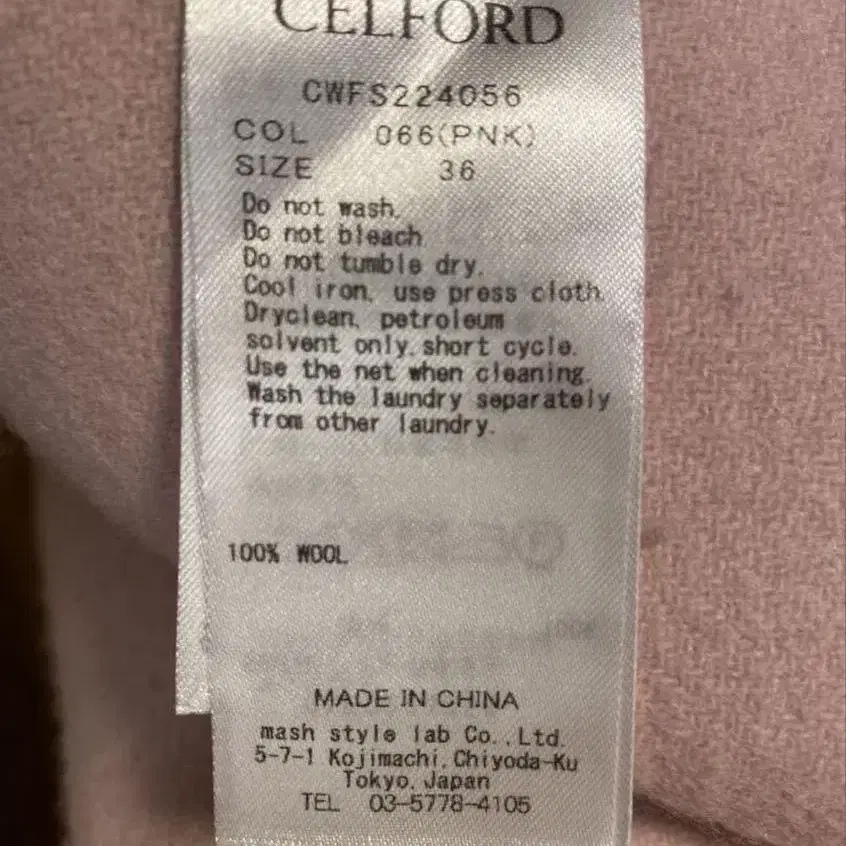 CELFORD
CWFS224056
COL 066(PNK)
SIZE 36
Do not wash.
Do not bleach
Do not tumble dry.
Cool iron, use press cloth.
Dryclean, petroleum
solvent only, short cycle.
Use the net when cleaning.
Wash the laundry separately
from other laundry.
100% WOOL
MADE IN CHINA
mash style lab Co.,Ltd.
5-7-1 Kojimachi, Chiyoda-Ku
Tokyo, Japan
TEL 03-5778-4105